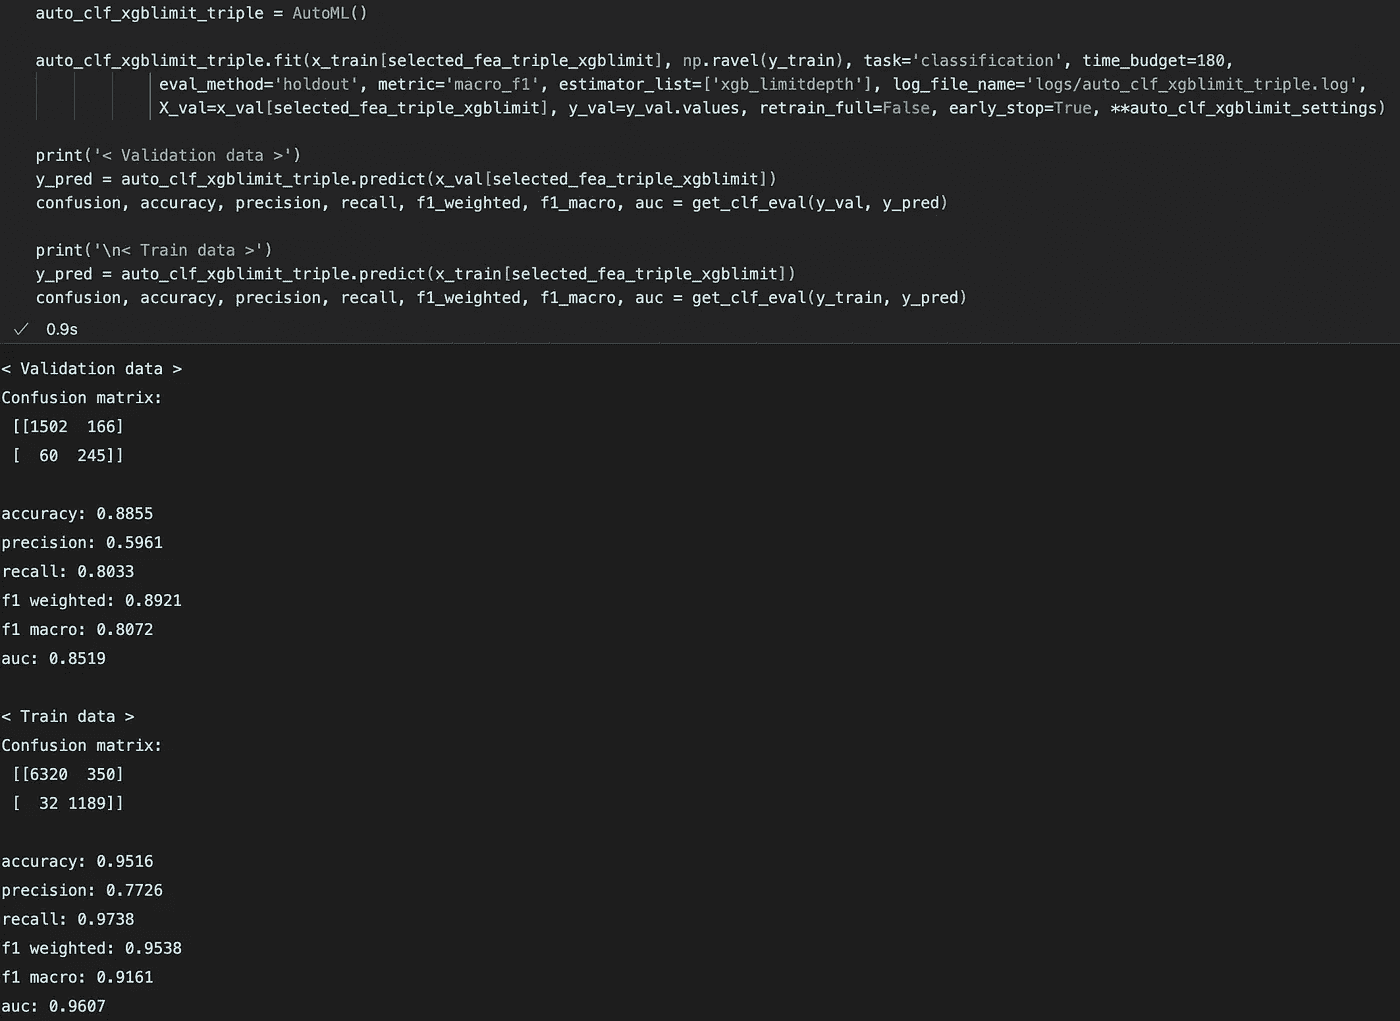 auto_clf_xgblimit_triple = AutoML()
auto_clf_xgblimit_triple.fit(x_train[selected_fea_triple_xgblimit], np.ravel(y_train), task='classification', time_budget=180,
eval_method='holdout', metric='macro_f1', estimator_list=['xgb_limitdepth'], log_file_name='logs/auto_clf_xgblimit_triple.log',
X_val=x_val[selected_fea_triple_xgblimit], y_val=y_val.values, retrain_full=False, early_stop=True, **auto_clf_xgblimit_settings)
print('< Validation data >')
y_pred = auto_clf_xgblimit_triple.predict(x_val[selected_fea_triple_xgblimit])
confusion, accuracy, precision, recall, f1_weighted, f1_macro, auc = get_clf_eval(y_val, y_pred)
print('\n< Train data >')
y_pred = auto_clf_xgblimit_triple.predict(x_train[selected_fea_triple_xgblimit])
confusion, accuracy, precision, recall, f1_weighted, f1_macro, auc = get_clf_eval(y_train, y_pred)
✓ 0.9s
< Validation data >
Confusion matrix:
[[1502  166]
[  60  245]]
accuracy: 0.8855
precision: 0.5961
recall: 0.8033
f1 weighted: 0.8921
f1 macro: 0.8072
auc: 0.8519
< Train data >
Confusion matrix:
[[6320  350]
[  32 1189]]
accuracy: 0.9516
precision: 0.7726
recall: 0.9738
f1 weighted: 0.9538
f1 macro: 0.9161
auc: 0.9607